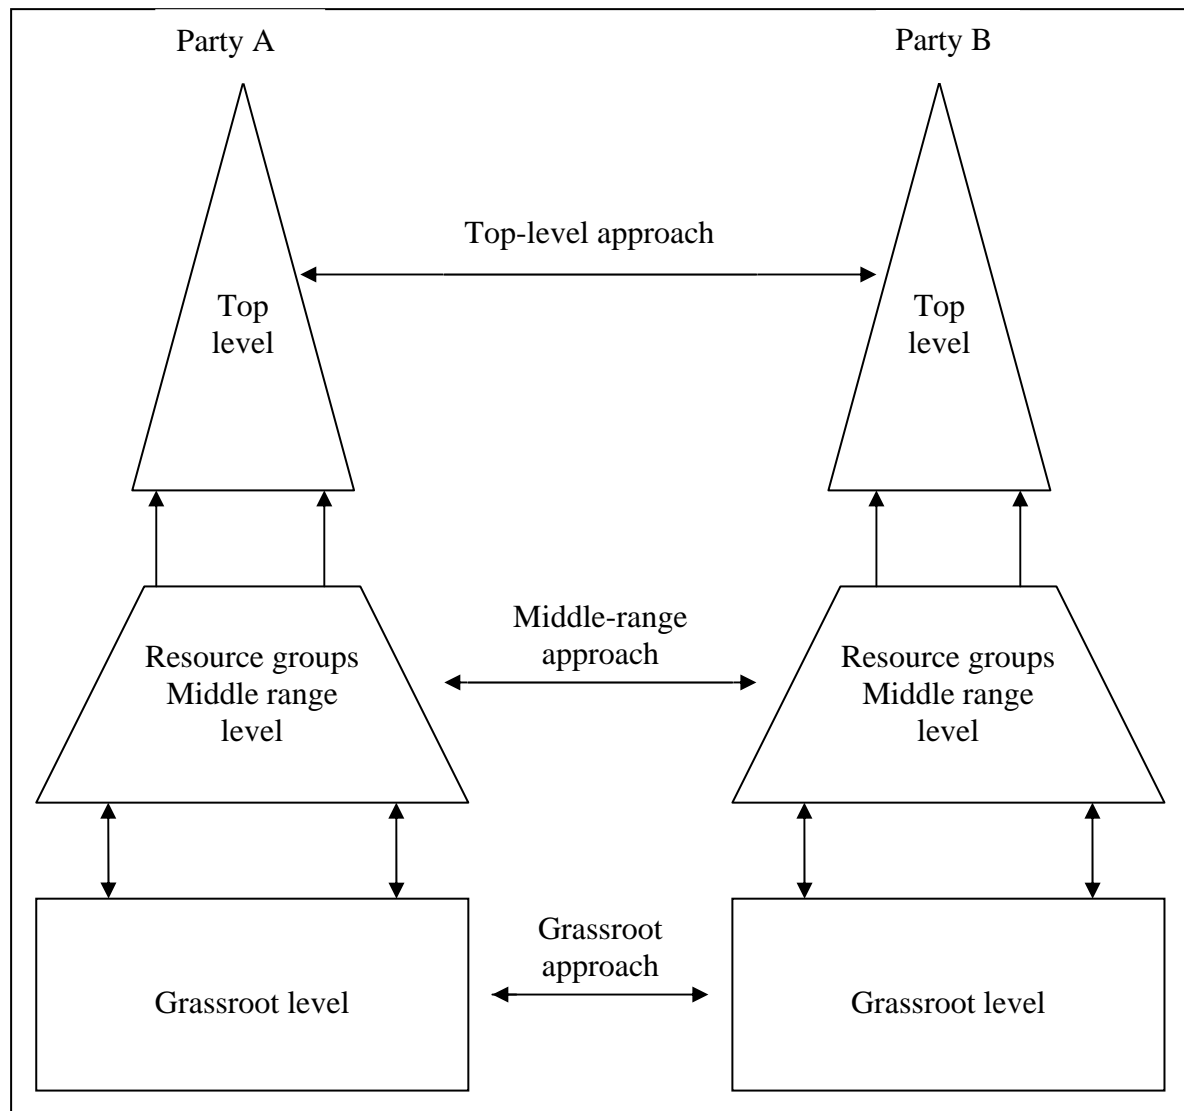 Party A
Party B
Top-level approach
Top
level
Top
level
Middle-range
approach
Resource groups
Middle range
level
Resource groups
Middle range
level
Grassroot
approach
Grassroot level
Grassroot level